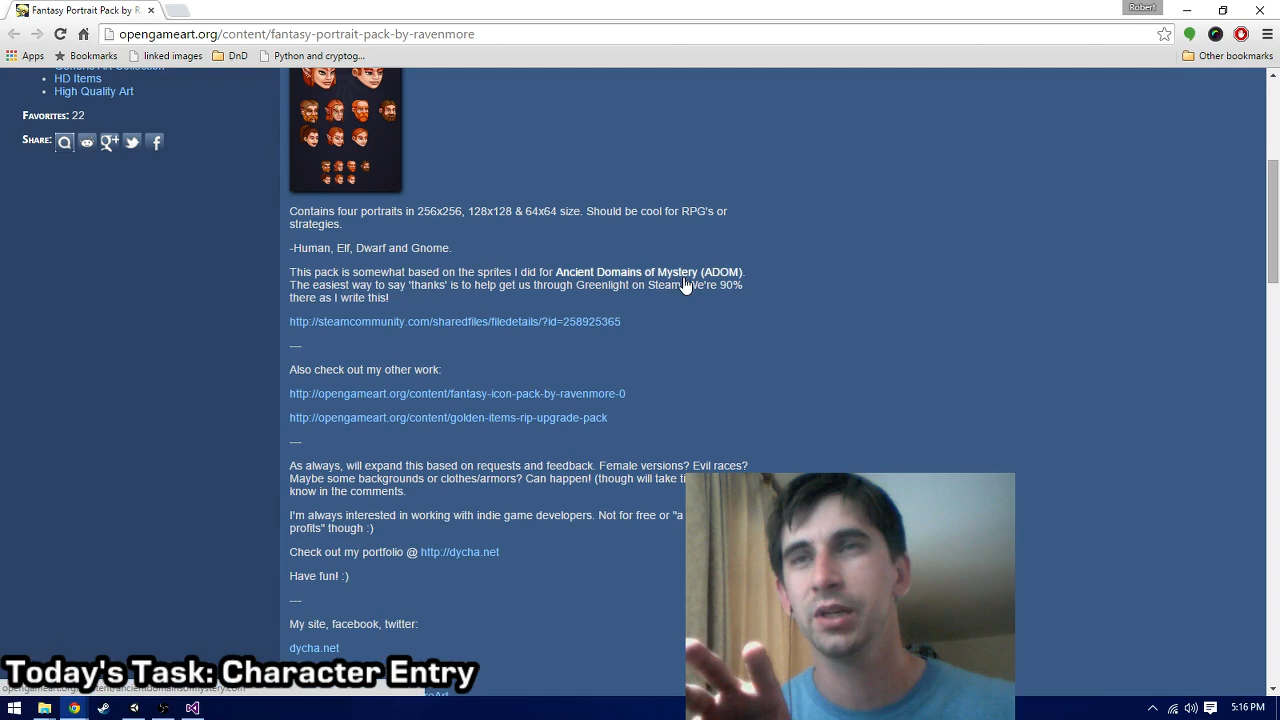 Fantasy Portrait Pack by R
Robert
opengameart.org/content/fantasy-portrait-pack-by-ravenmore
Apps
linked images
DnD
Python and cryptog...
Other bookmarks
HD Items
High Quality Art
FAVORITES: 22
SHARE:
Contains four portraits in 256x256, 128x128 & 64x64 size. Should be cool for RPG's or
strategies.
-Human, Elf, Dwarf and Gnome.
This pack is somewhat based on the sprites I did for Ancient Domains of Mystery (ADOM).
The easiest way to say 'thanks' is to help get us through Greenlight on Steam We're 90%
there as I write this!
http://steamcommunity.com/sharedfiles/filedetails/?id=258925365
---
Also check out my other work:
http://opengameart.org/content/fantasy-icon-pack-by-ravenmore-0
http://opengameart.org/content/golden-items-rip-upgrade-pack
---
As always, will expand this based on requests and feedback. Female versions? Evil races?
Maybe some backgrounds or clothes/armors? Can happen! (though will take
know in the comments.
I'm always interested in working with indie game developers. Not for free or "a
profits" though :)
Check out my portfolio @ http://dycha.net
Have fun! :)
---
My site, facebook, twitter:
dycha.net
Today's Task: Character Entry
5:16 PM